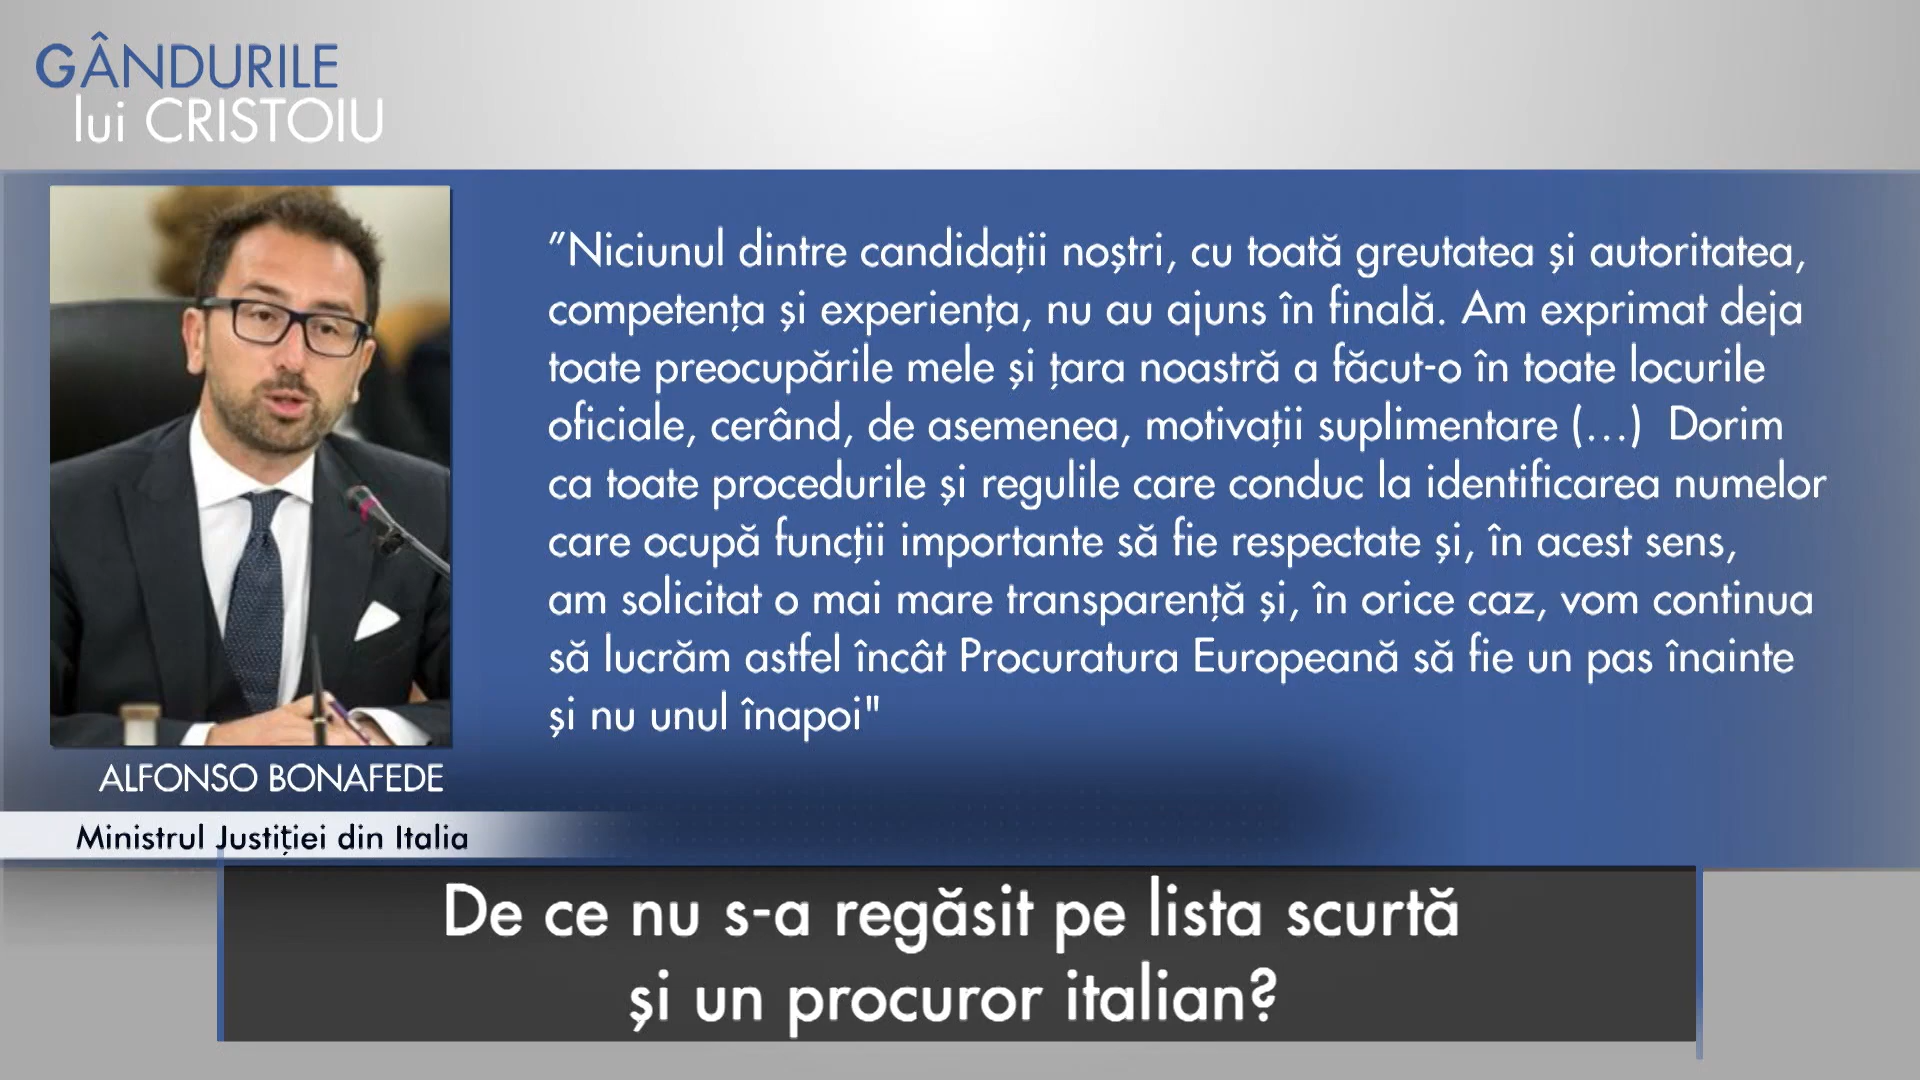 GÂNDURILE
lui CRISTOIU
”Niciunul dintre candidații noștri, cu toată greutatea și autoritatea,
competența și experiența, nu au ajuns în finală. Am exprimat deja
toate preocupările mele și țara noastră a făcut-o în toate locurile
oficiale, cerând, de asemenea, motivații suplimentare (...) Dorim
ca toate procedurile și regulile care conduc la identificarea numelor
care ocupă funcții importante să fie respectate și, în acest sens,
am solicitat o mai mare transparență și, în orice caz, vom continua
să lucrăm astfel încât Procuratura Europeană să fie un pas înainte
și nu unul înapoi"
ALFONSO BONAFEDE
Ministrul Justiției din Italia
De ce nu s-a regăsit pe lista scurtă
și un procuror italian?